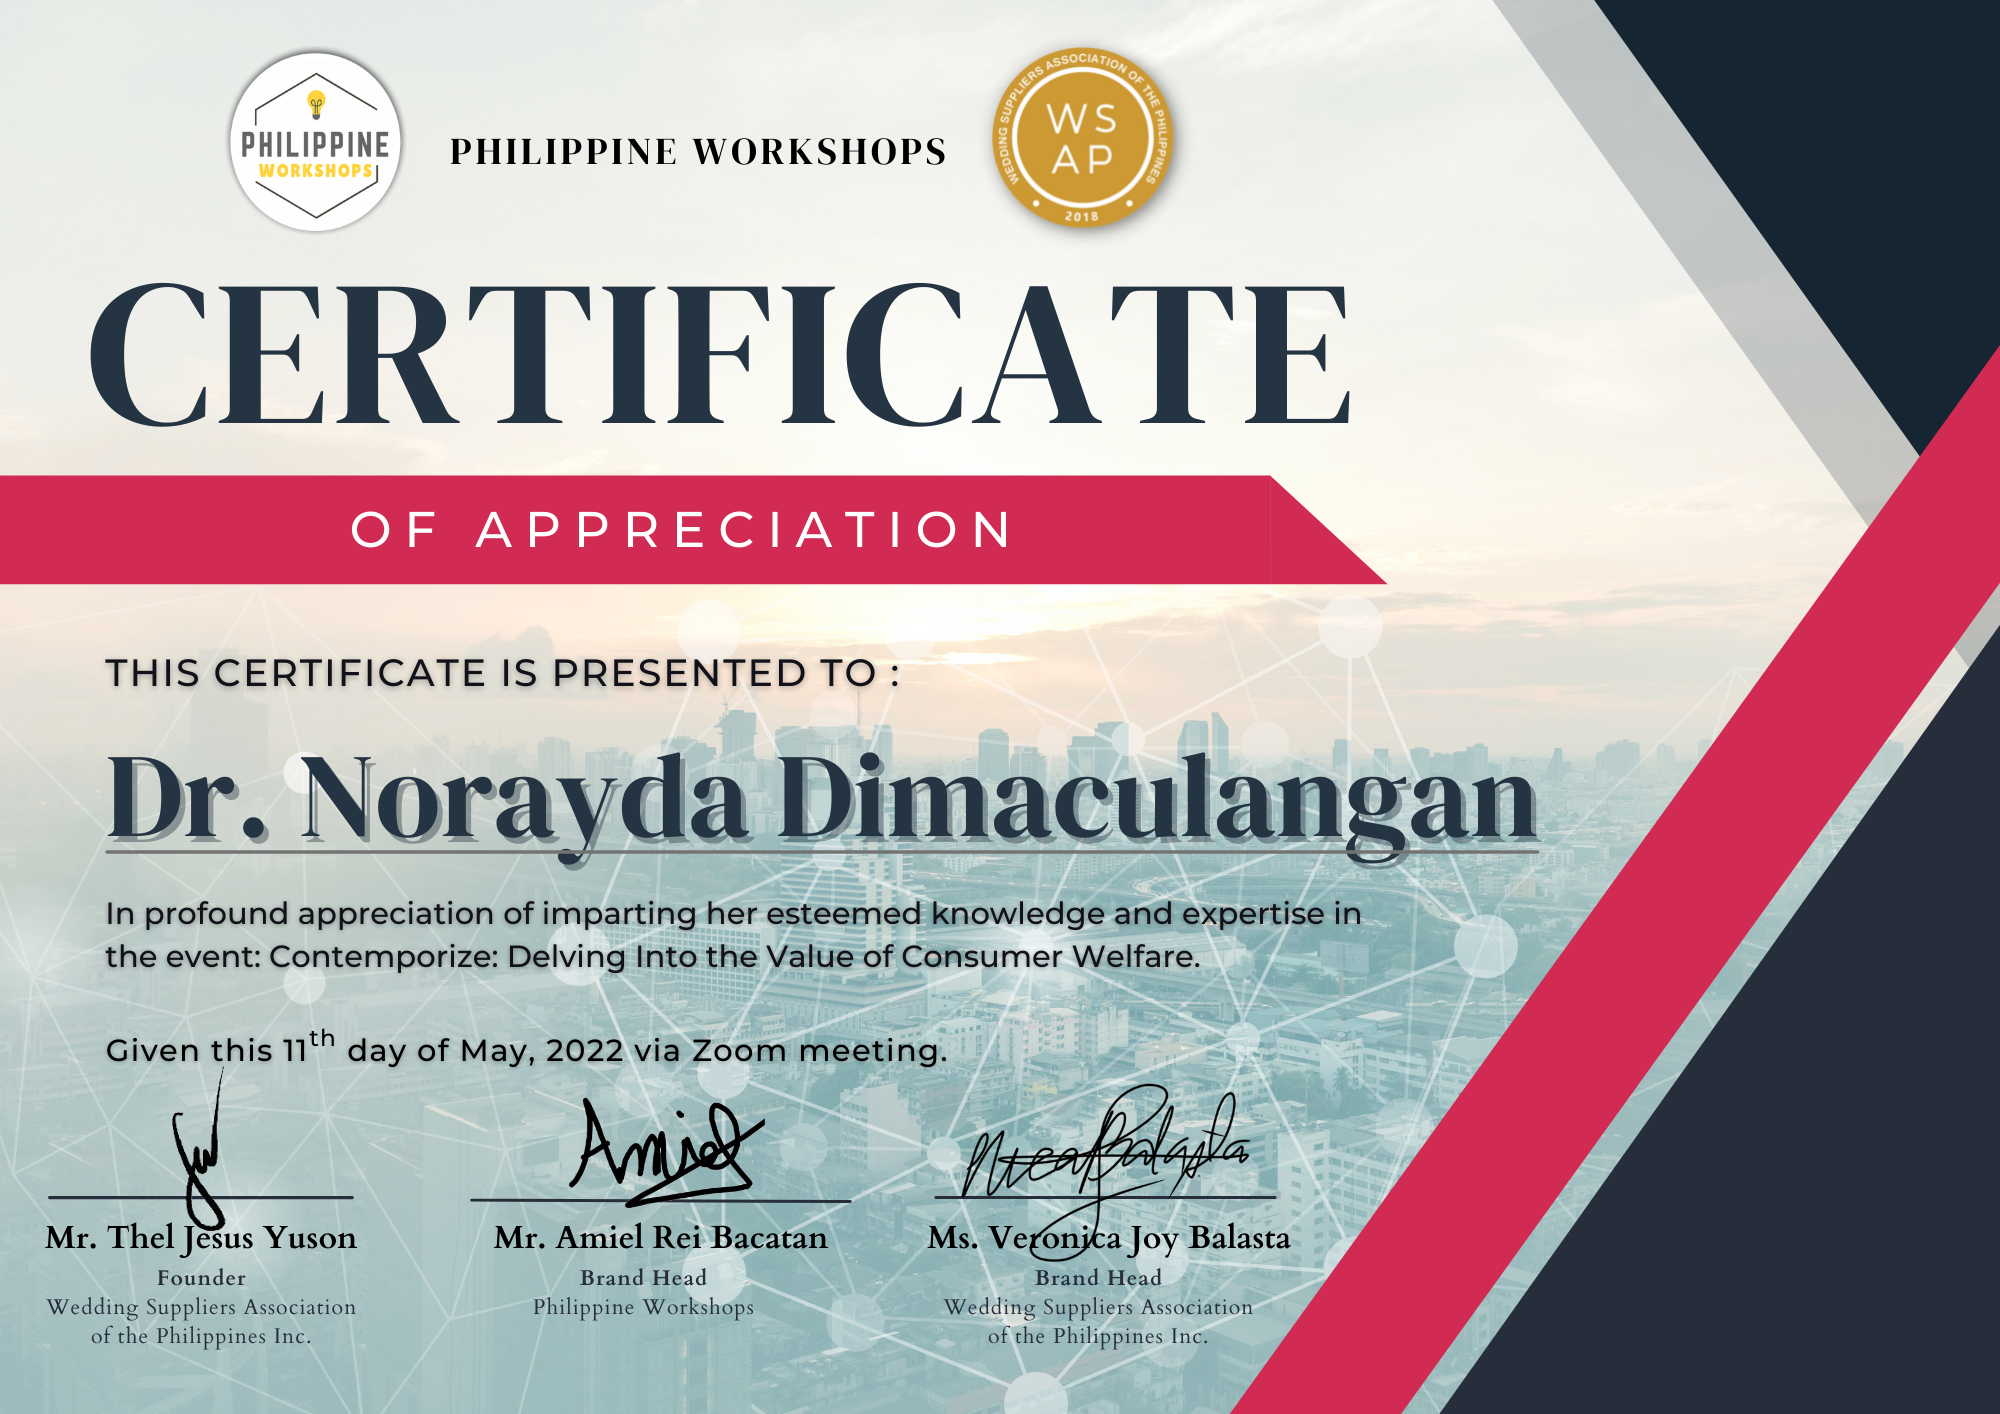 PHILIPPINE
WORKSHOPS
PHILIPPINE WORKSHOPS
WEDDING SUPPLIERS ASSOCIATION OF THE PHILIPPINES
WS
AP
2018
CERTIFICATE
OF APPRECIATION
THIS CERTIFICATE IS PRESENTED TO :
Dr. Norayda Dimaculangan
In profound appreciation of imparting her esteemed knowledge and expertise in
the event: Contemporize: Delving Into the Value of Consumer Welfare.
Given this 11th day of May, 2022 via Zoom meeting.
Amiel
Mr. Thel Jesus Yuson
Founder
Wedding Suppliers Association
of the Philippines Inc.
Mr. Amiel Rei Bacatan
Brand Head
Philippine Workshops
Ms. Veronica Joy Balasta
Brand Head
Wedding Suppliers Association
of the Philippines Inc.